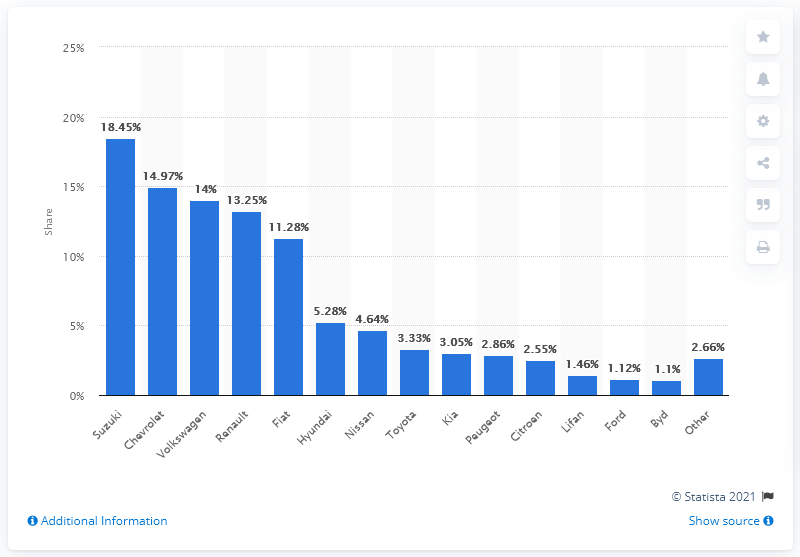 25%
20%
15%
10%
5%
0%
Share
18.45%
14.97%
14%
13.25%
11.28%
5.28%
4.64%
3.33%
3.05%
2.86%
2.55%
1.46%
1.12%
1.1%
2.66%
Suzuki
Chevrolet
Volkswagen
Renault
Fiat
Hyundai
Nissan
Toyota
Kia
Peugeot
Citroen
Lifan
Ford
Byd
Other
© Statista 2021
Additional Information
Show source